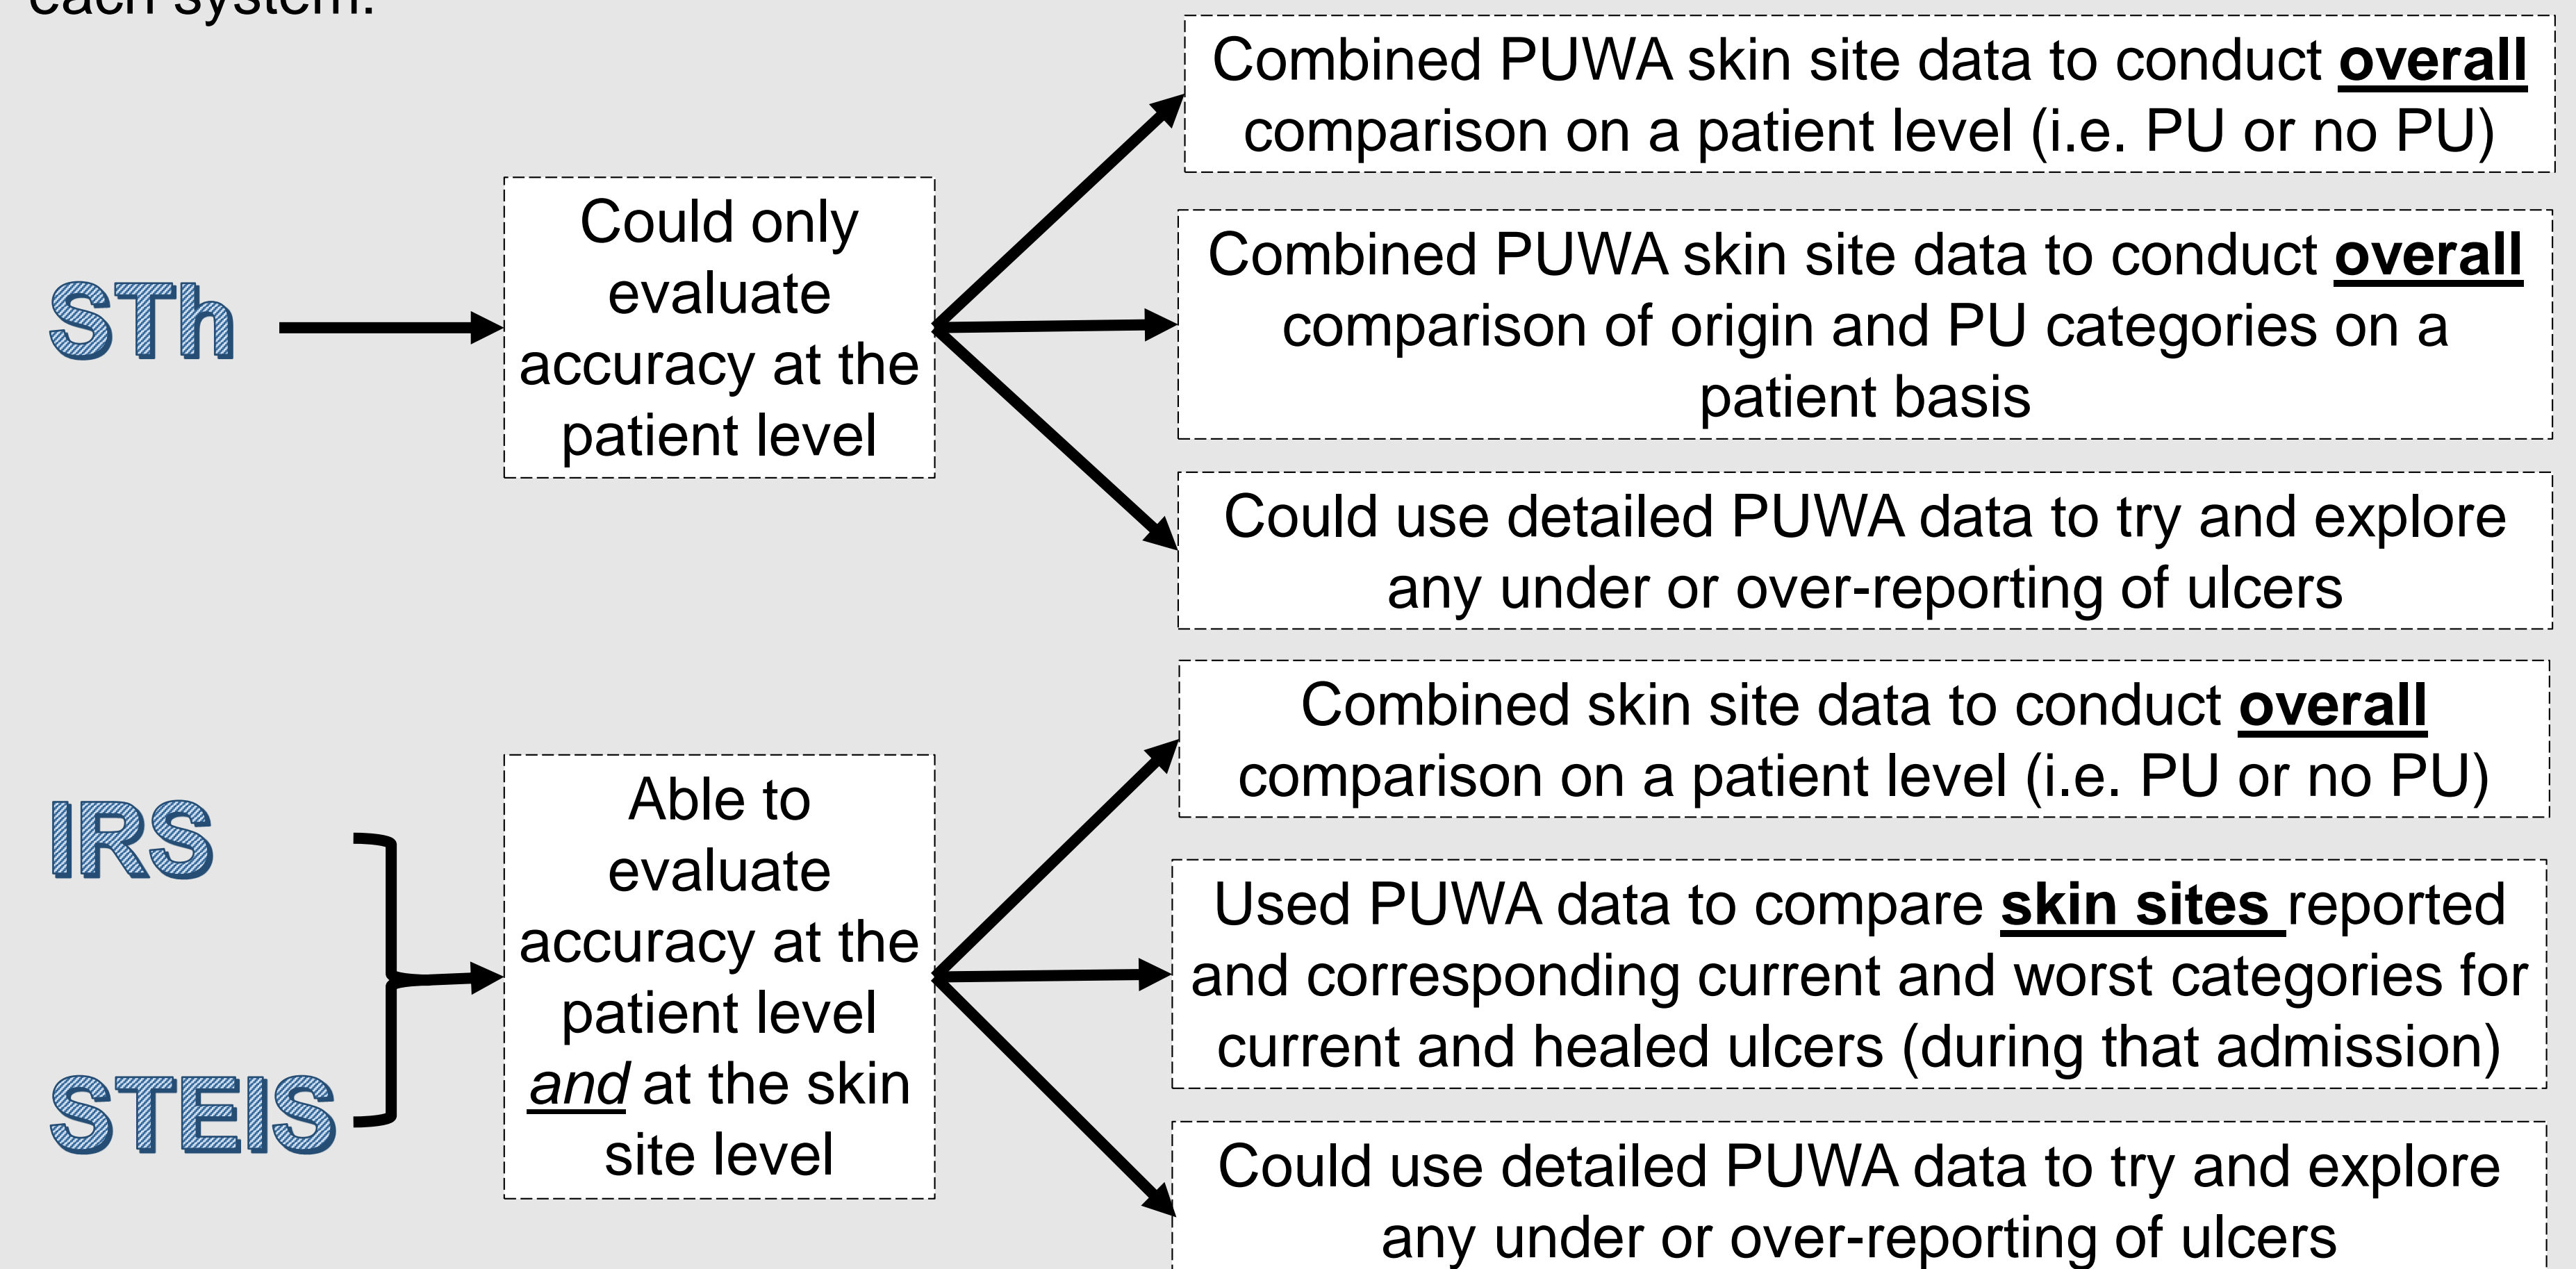 each system.
Combined PUWA skin site data to conduct overall
comparison on a patient level (i.e. PU or no PU)
STh
Could only
evaluate
accuracy at the
patient level
Combined PUWA skin site data to conduct overall
comparison of origin and PU categories on a
patient basis
Could use detailed PUWA data to try and explore
any under or over-reporting of ulcers
IRS
STEIS
Able to
evaluate
accuracy at the
patient level
and at the skin
site level
Combined skin site data to conduct overall
comparison on a patient level (i.e. PU or no PU)
Used PUWA data to compare skin sites reported
and corresponding current and worst categories for
current and healed ulcers (during that admission)
Could use detailed PUWA data to try and explore
any under or over-reporting of ulcers